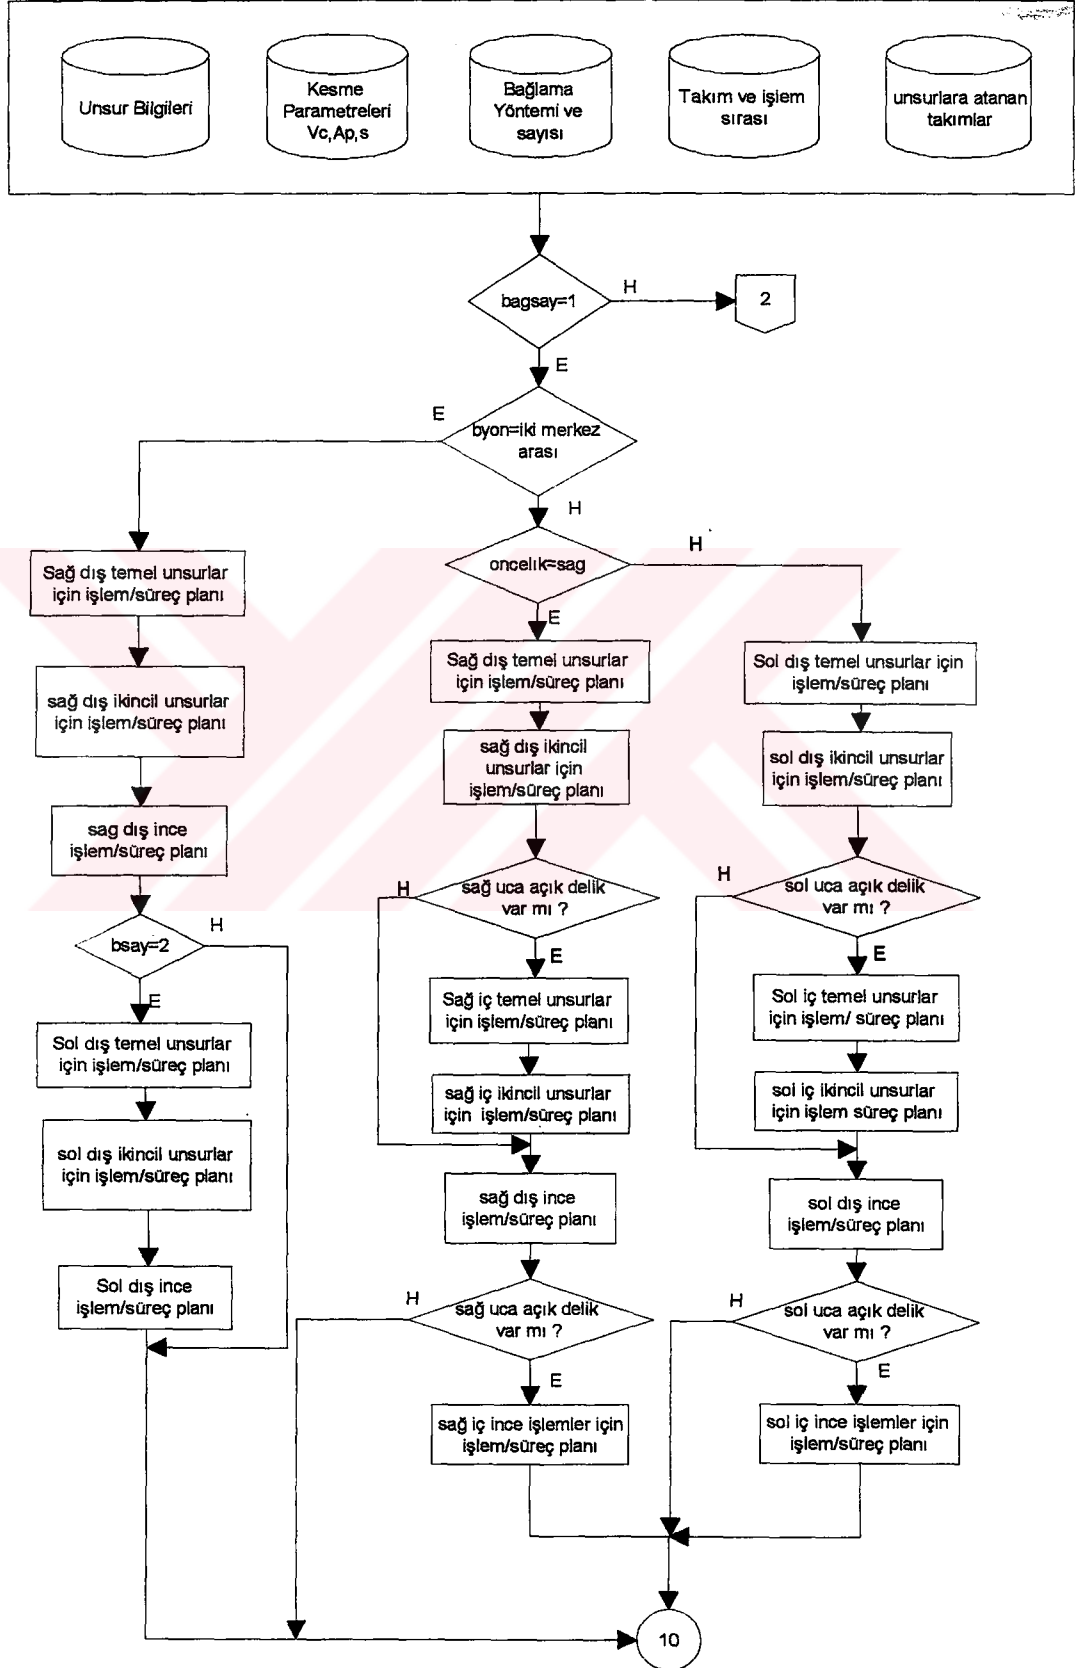 Unsur Bilgileri
Kesme
Parametreleri
Vc,Ap,s
Bağlama
Yöntemi ve
sayısı
Takım ve işlem
sırası
unsurlara atanan
takımlar
bagsay=1
H
2
E
byon=iki merkez
arası
E
H
oncelik=sag
H
E
Sağ dış temel unsurlar
için işlem/süreç planı
sağ dış ikincil unsurlar
için işlem/süreç planı
sag dış ince
işlem/süreç planı
bsay=2
H
E
Sol dış temel unsurlar
için işlem/süreç planı
sol dış ikincil unsurlar
için işlem/süreç planı
Sol dış ince
işlem/süreç planı
Sağ dış temel unsurlar
için işlem/süreç planı
sağ dış ikincil
unsurlar için
işlem/süreç planı
sağ uca açık delik
var mı ?
H
E
Sağ iç temel unsurlar
için işlem/süreç planı
sağ iç ikincil unsurlar
için işlem/süreç planı
sağ dış ince
işlem/süreç planı
sağ uca açık delik
var mı ?
H
E
sağ iç ince işlemler için
işlem/süreç planı
Sol dış temel unsurlar için
işlem/süreç planı
sol dış ikincil unsurlar
için işlem/süreç planı
sol uca açık delik
var mı ?
H
E
Sol iç temel unsurlar
için işlem/ süreç planı
sol iç ikincil unsurlar
için işlem süreç planı
sol dış ince
işlem/süreç planı
sol uca açık delik
var mı ?
H
E
sol iç ince işlemler için
işlem/süreç planı
10